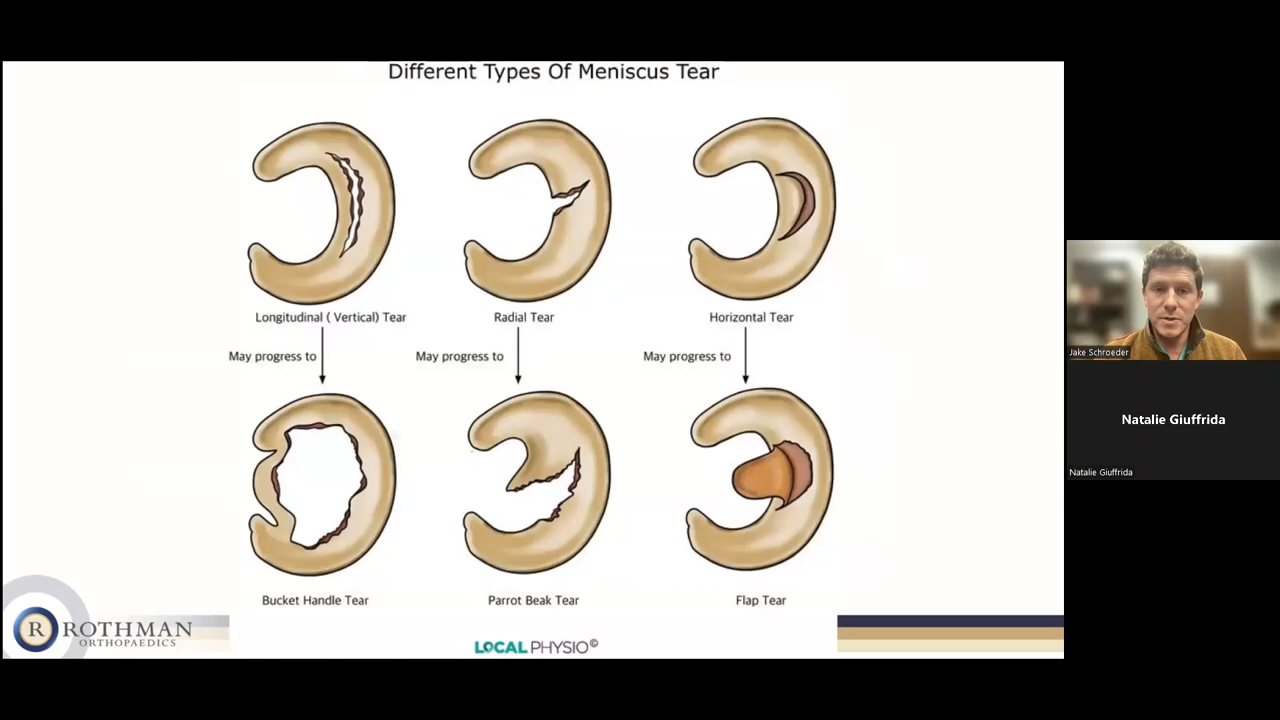 Different Types Of Meniscus Tear
Longitudinal ( Vertical) Tear
Radial Tear
Horizontal Tear
May progress to
May progress to
May progress to
Bucket Handle Tear
Parrot Beak Tear
Flap Tear
R ROTHMAN
ORTHOPAEDICS
LOCAL PHYSIO©
Jake Schroeder
Natalie Giuffrida
Natalie Giuffrida